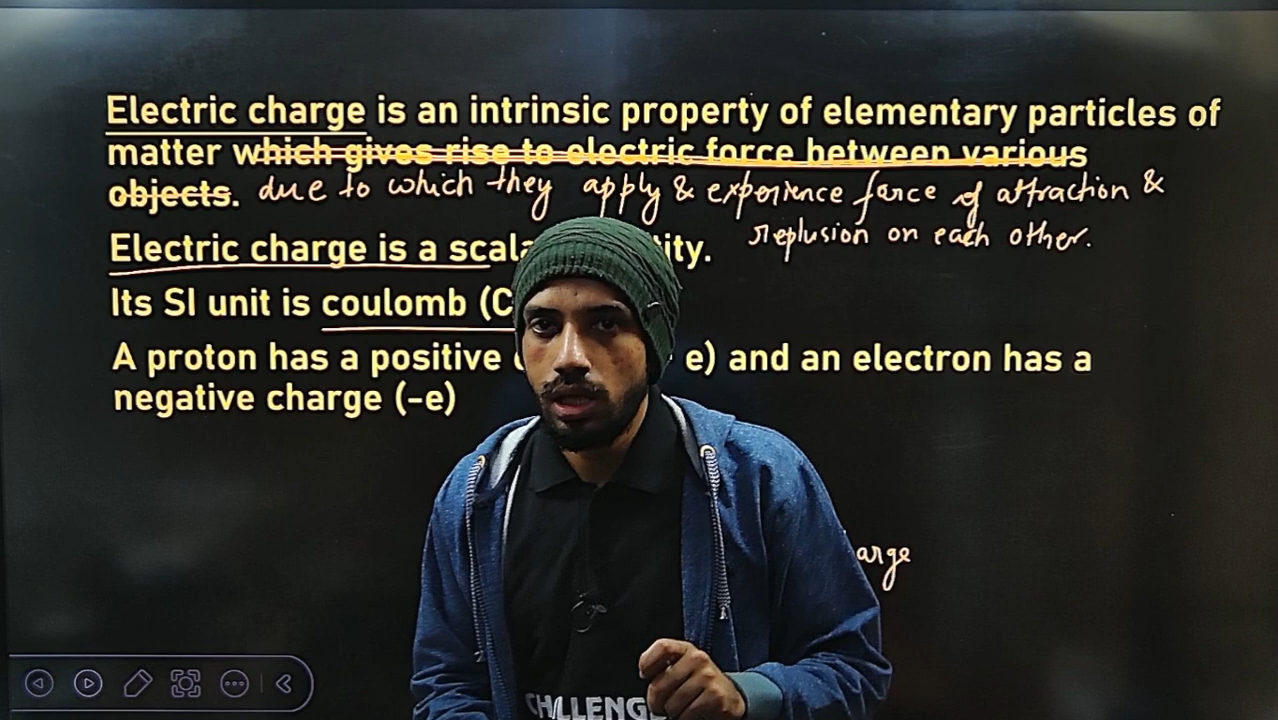 Electric charge is an intrinsic property of elementary particles of
matter which gives rise to electric force between various
objects. due to which they apply & experience force of attraction &
replusion on each other.
Electric charge is a scala tity.
Its SI unit is coulomb (C
A proton has a positive e) and an electron has a
negative charge (-e)
arge
CHALLENGE